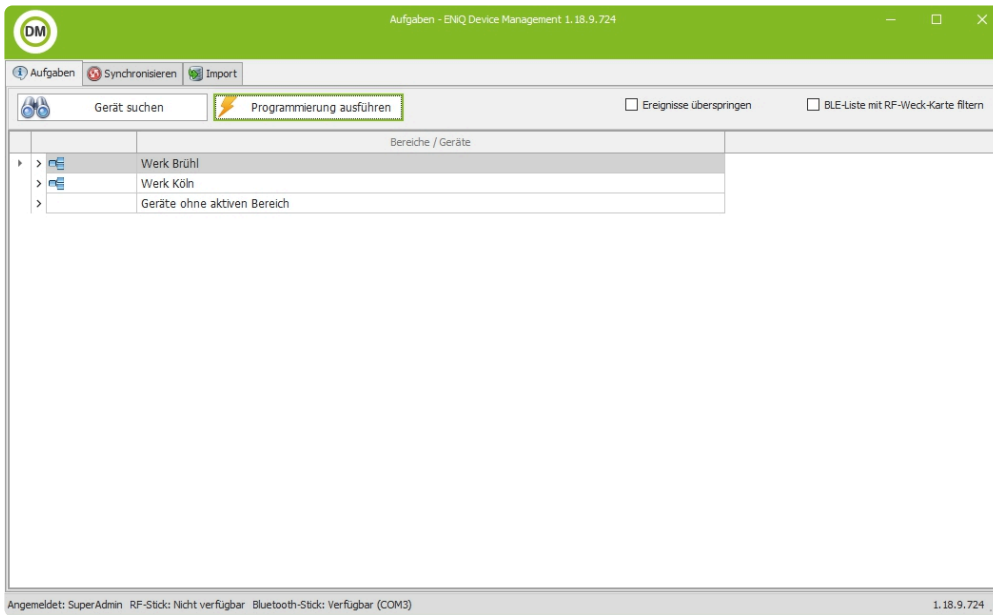 DM
Aufgaben - ENiQ Device Management 1.18.9.724
Aufgaben Synchronisieren Import
Gerät suchen Programmierung ausführen Ereignisse überspringen BLE-Liste mit RF-Weck-Karte filtern
Bereiche / Geräte
Werk Brühl
Werk Köln
Geräte ohne aktiven Bereich
Angemeldet: SuperAdmin RF-Stick: Nicht verfügbar Bluetooth-Stick: Verfügbar (COM3) 1.18.9.724